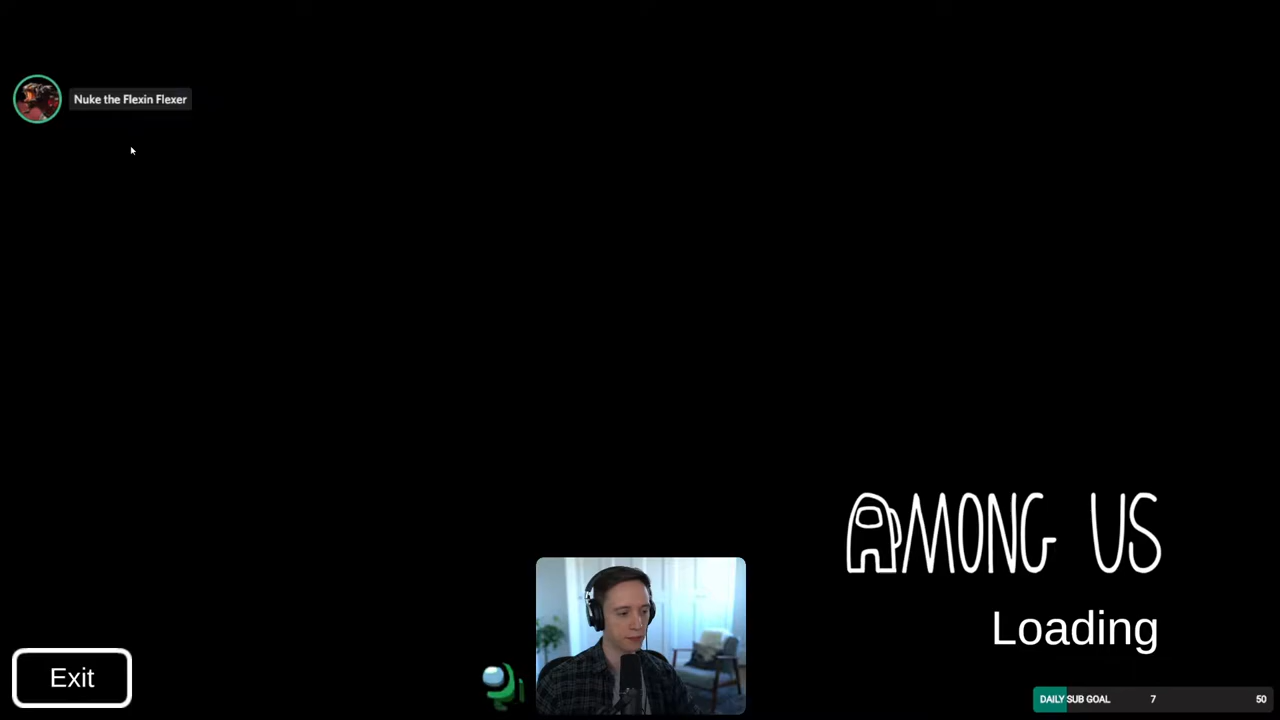 Nuke the Flexin Flexer
AMONG US
Loading
Exit
DAILY SUB GOAL 7 50